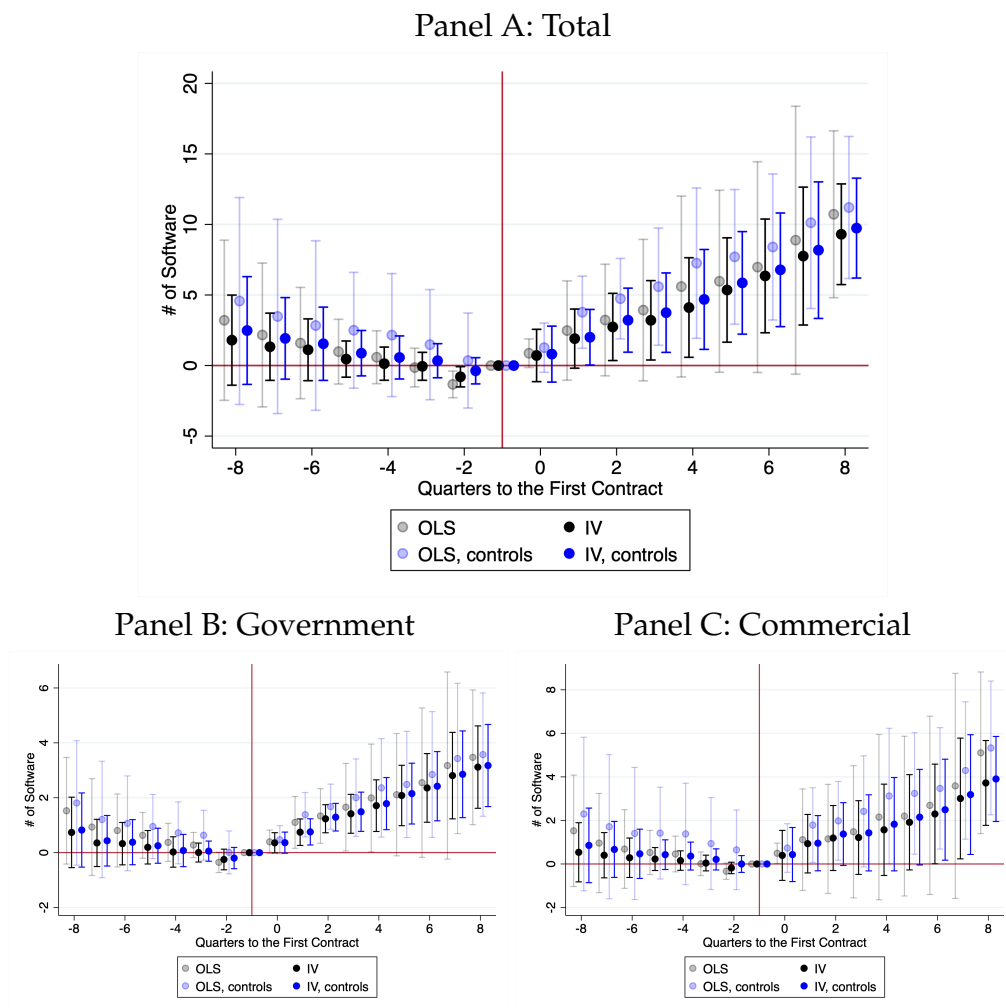 Panel A: Total
20
15
10
5
0
-5
# of Software
-8 -6 -4 -2 0 2 4 6 8
Quarters to the First Contract
OLS IV
OLS, controls IV, controls
Panel B: Government
6
4
2
0
-2
# of Software
-8 -6 -4 -2 0 2 4 6 8
Quarters to the First Contract
OLS IV
OLS, controls IV, controls
Panel C: Commercial
8
6
4
2
0
-2
# of Software
-8 -6 -4 -2 0 2 4 6 8
Quarters to the First Contract
OLS IV
OLS, controls IV, controls